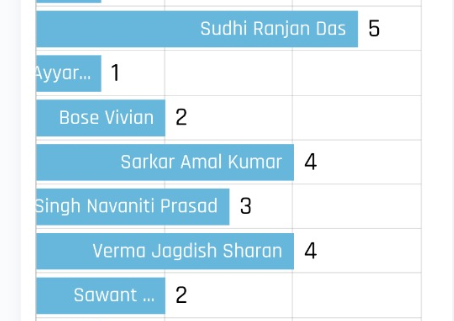 Sudhi Ranjan Das 5
Ayyar... 1
Bose Vivian 2
Sarkar Amal Kumar 4
Singh Navaniti Prasad 3
Verma Jagdish Sharan 4
Sawant ... 2